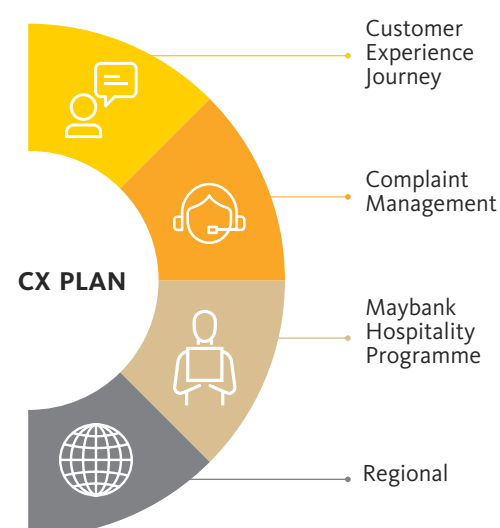 Customer
Experience
Journey
Complaint
Management
CX PLAN
Maybank
Hospitality
Programme
Regional